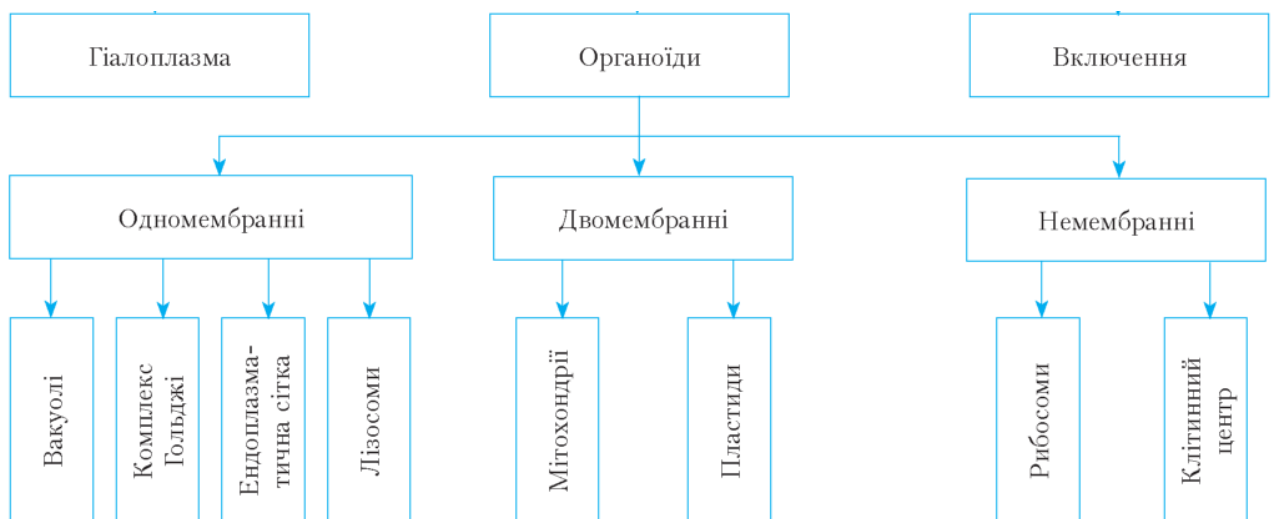 Гіалоплазма
Органоїди
Включення
Одномембранні
Двомембранні
Немембранні
Вакуолі
Комплекс
Гольджі
Ендоплазма-
тична сітка
Лізосоми
Мітохондрії
Пластиди
Рибосоми
Клітинний
центр